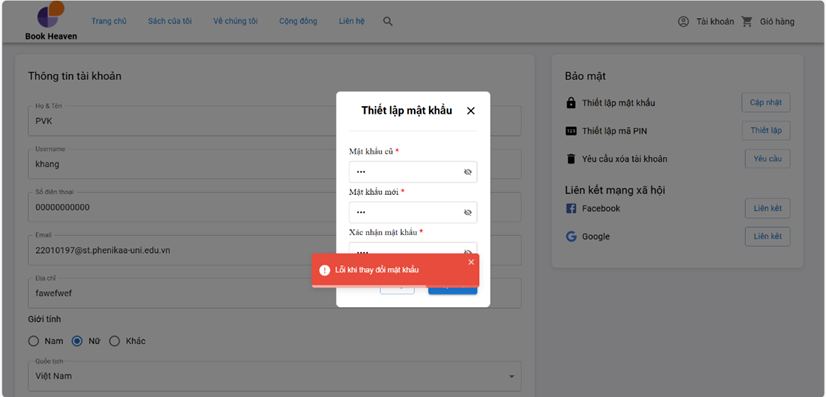 Book Heaven
Trang chủ Sách của tôi Về chúng tôi Cộng đồng Liên hệ Tài khoản Giỏ hàng
Thông tin tài khoản
Họ & Tên
PVK
Username
khang
Số điện thoại
00000000000
Email
22010197@st.phenikaa-uni.edu.vn
Địa chỉ
fawefwef
Giới tính
Nam Nữ Khác
Quốc tịch
Việt Nam
Thiết lập mật khẩu
Mật khẩu cũ *
Mật khẩu mới *
Xác nhận mật khẩu *
Lỗi khi thay đổi mật khẩu
Bảo mật
Thiết lập mật khẩu Cập nhật
Thiết lập mã PIN Thiết lập
Yêu cầu xóa tài khoản Yêu cầu
Liên kết mạng xã hội
Facebook Liên kết
Google Liên kết